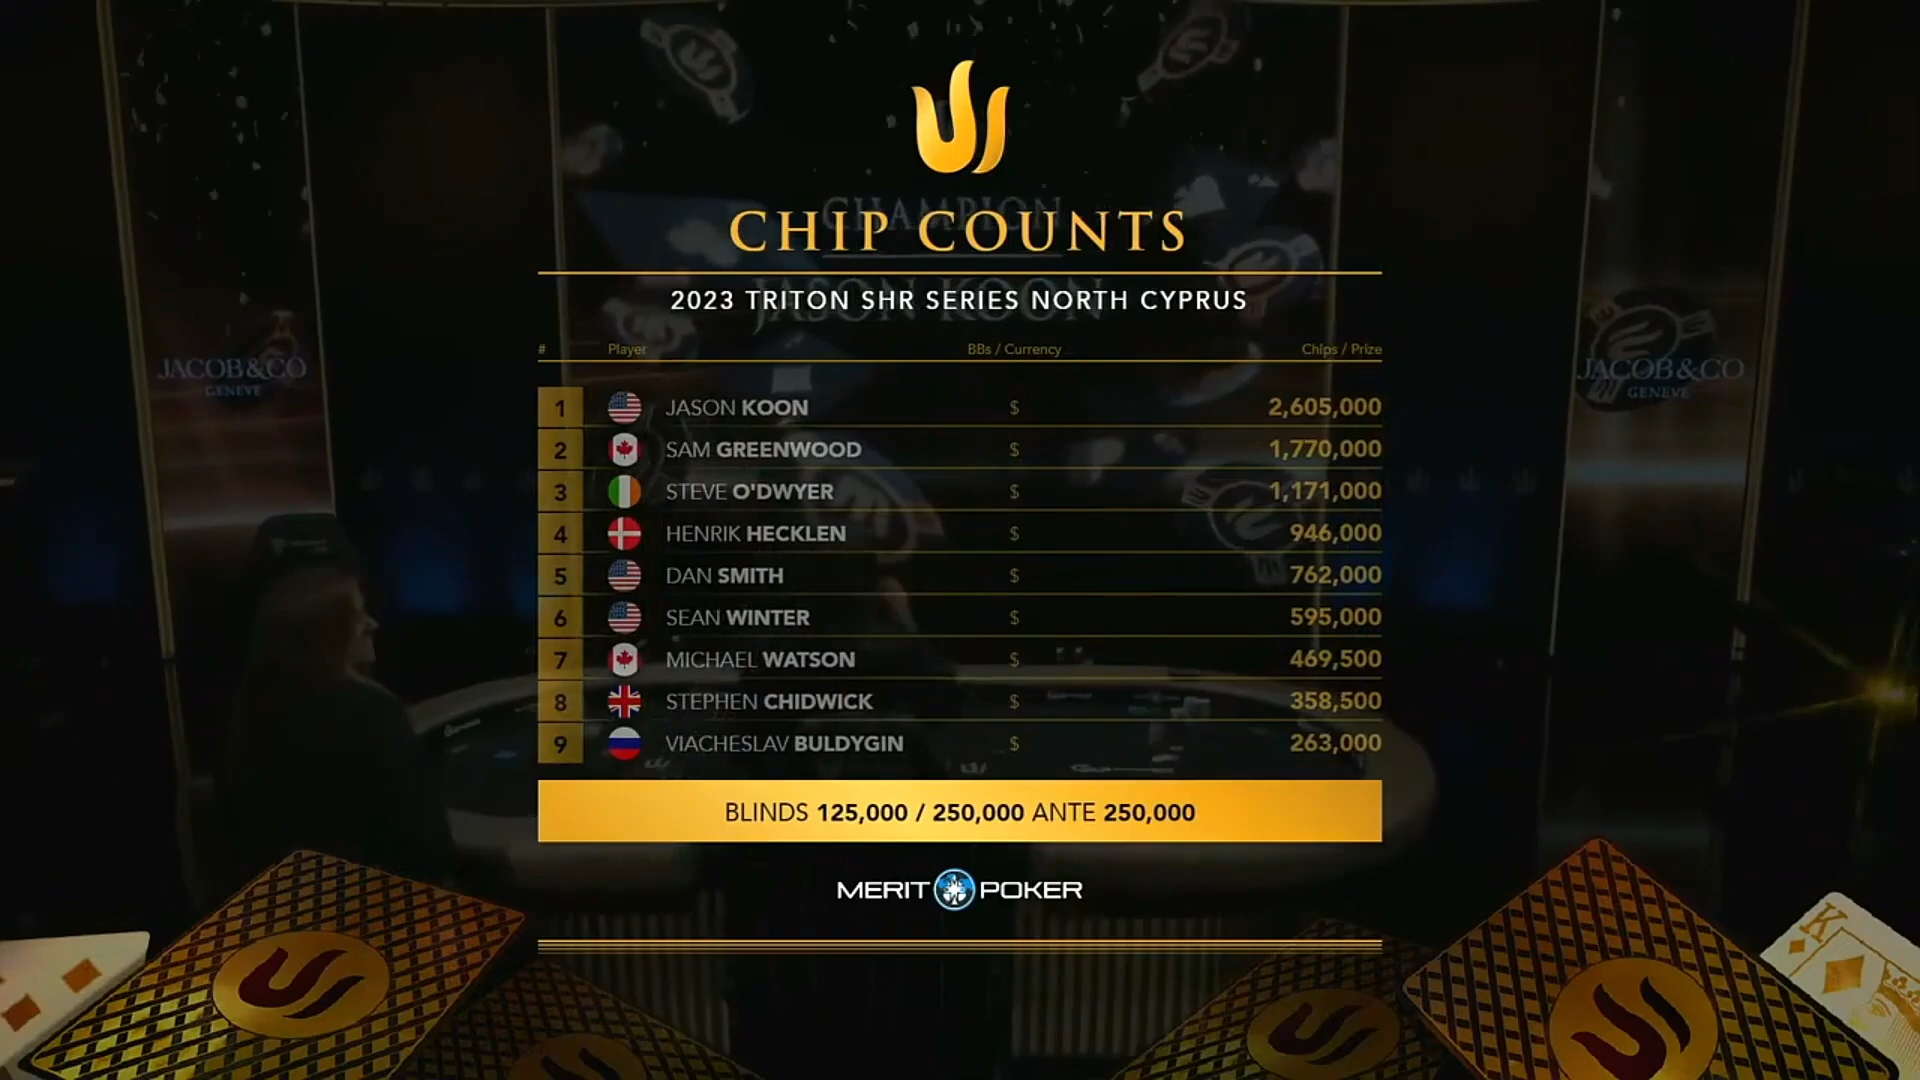 CHAMPION
CHIP COUNTS
JASON KOON
2023 TRITON SHR SERIES NORTH CYPRUS
# Player BBs / Currency Chips / Prize
JACOB&CO
GENEVE
JACOB&CO
GENEVE
1 JASON KOON $ 2,605,000
2 SAM GREENWOOD $ 1,770,000
3 STEVE O'DWYER $ 1,171,000
4 HENRIK HECKLEN $ 946,000
5 DAN SMITH $ 762,000
6 SEAN WINTER $ 595,000
7 MICHAEL WATSON $ 469,500
8 STEPHEN CHIDWICK $ 358,500
9 VIACHESLAV BULDYGIN $ 263,000
BLINDS 125,000 / 250,000 ANTE 250,000
MERIT POKER
K